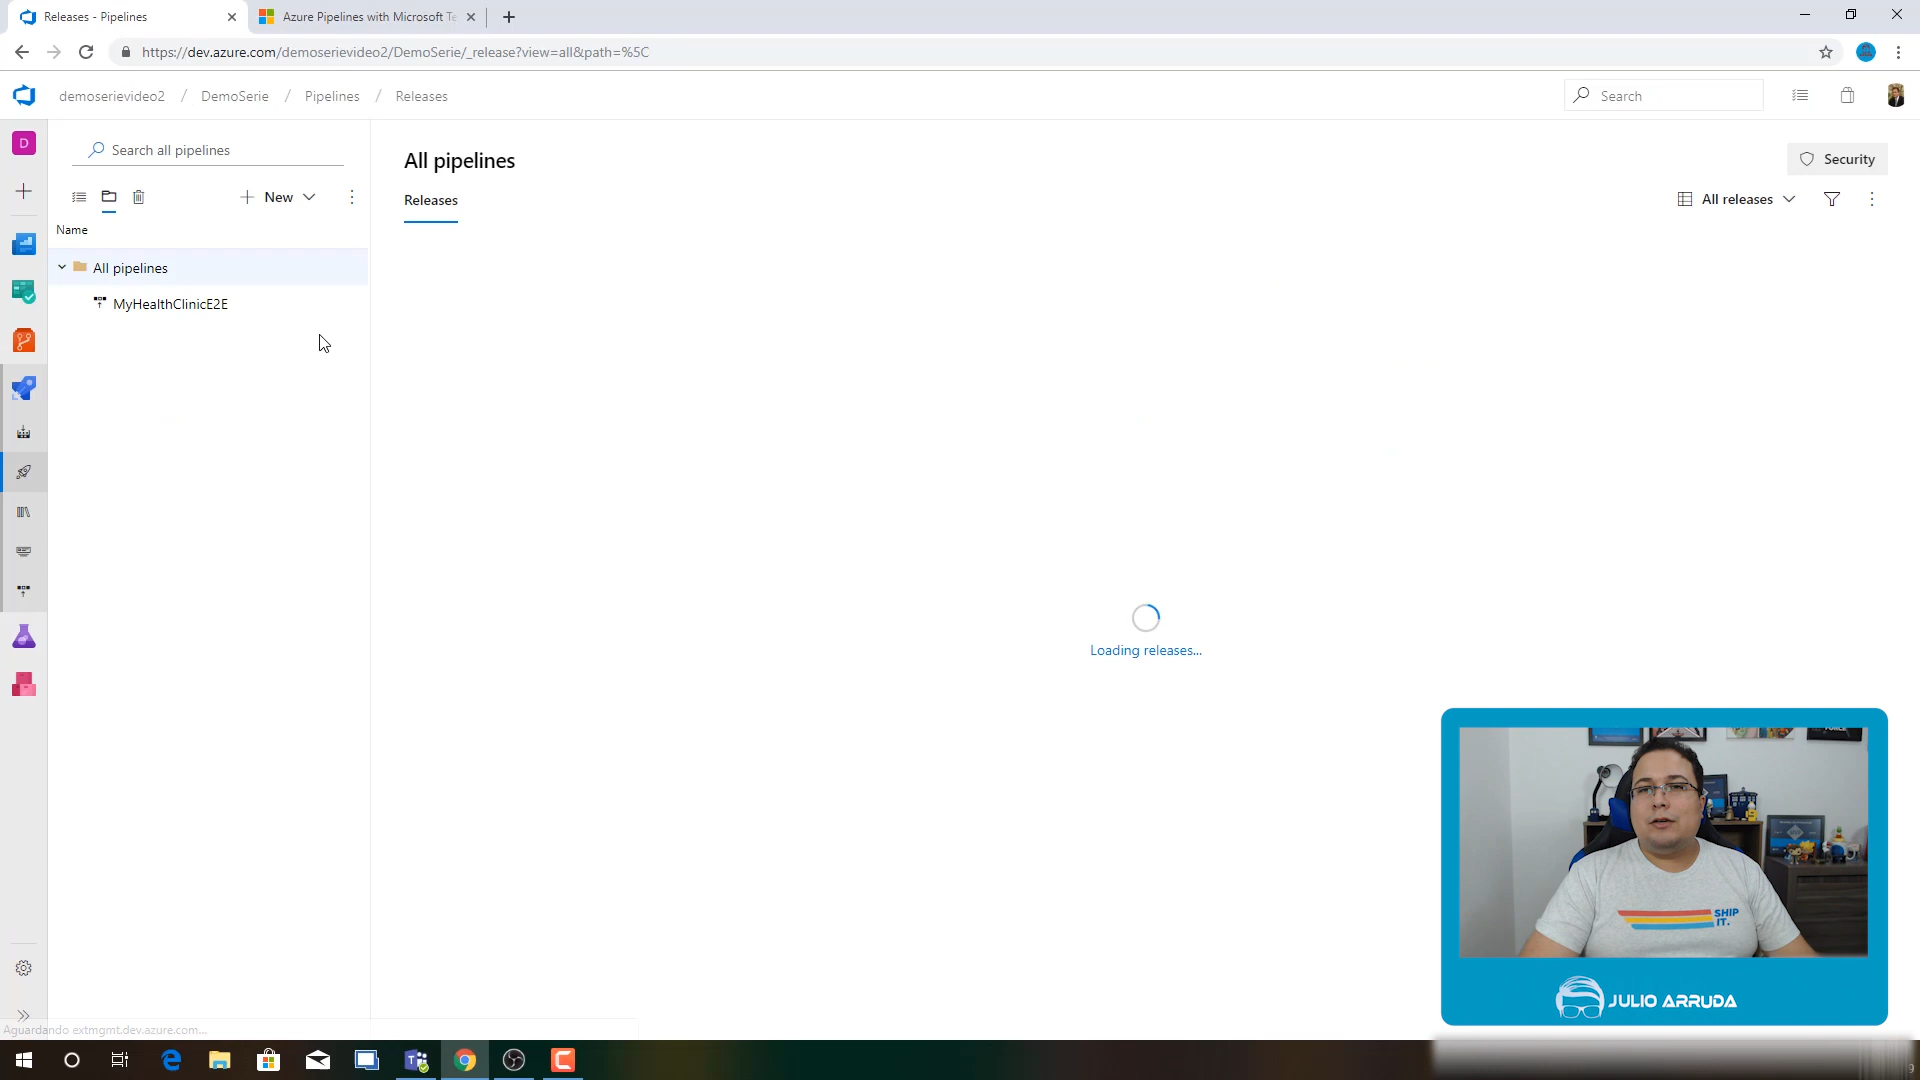 Releases - Pipelines
Azure Pipelines with Microsoft Te
https://dev.azure.com/demoserievideo2/DemoSerie/_release?view=all&path=%5C
demoserievideo2 / DemoSerie / Pipelines / Releases
Search
D
Search all pipelines
All pipelines
Security
New
Releases
All releases
Name
All pipelines
MyHealthClinicE2E
Loading releases...
SHIP
IT.
JULIO ARRUDA
Aguardando extmgmt.dev.azure.com...